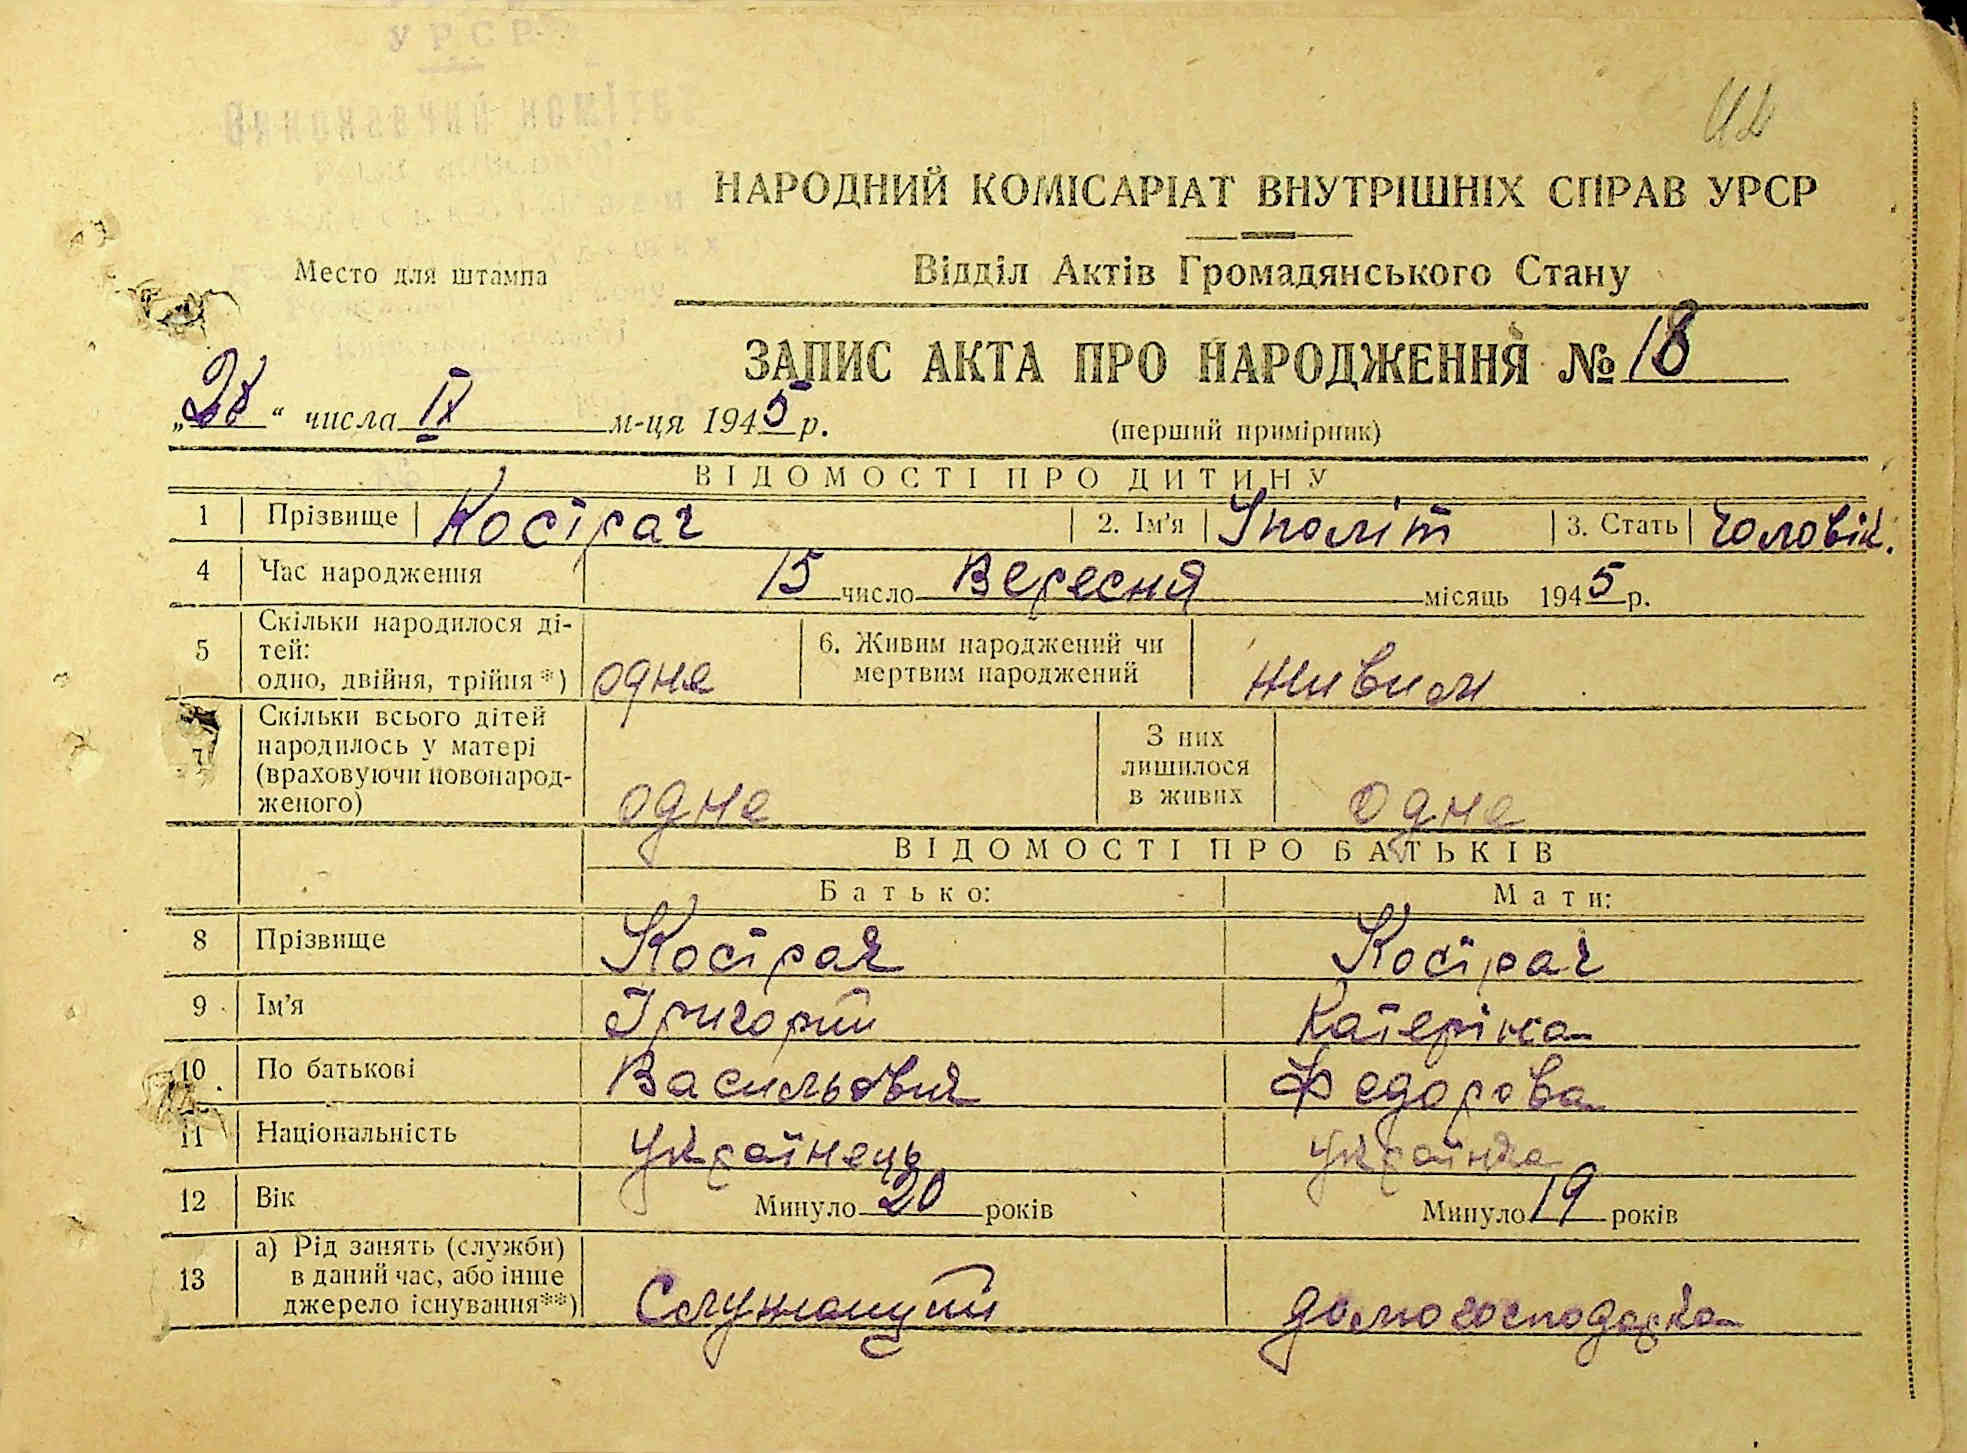 УРСР
НАРОДНИЙ КОМІСАРІАТ ВНУТРІШНІХ СПРАВ УРСР
Место для штампа
Відділ Актів Громадянського Стану
ЗАПИС АКТА ПРО НАРОДЖЕННЯ № 18
„28“ числа IX м-ця 1945 р.
(перший примірник)
ВІДОМОСТІ ПРО ДИТИНУ
1 Прізвище Косірач 2. Ім'я Іполіт 3. Стать Чоловік.
4 Час народження 15 число Вересня місяць 1945 р.
5 Скільки народилося ді-
тей:
одно, двійня, трійня*) одне 6. Живим народжений чи
мертвим народжений живим
7 Скільки всього дітей
народилось у матері
(враховуючи новонарод-
женого) одне
З них
лишилося
в живих одне
ВІДОМОСТІ ПРО БАТЬКІВ
Батько: Мати:
8 Прізвище Косірач Косірач
9 Ім'я Григорій Катеріна
10 По батькові Васильович Федорова
11 Національність Українець Українка
12 Вік Минуло 20 років Минуло 19 років
13 а) Рід занять (служби)
в даний час, або інше
джерело існування**) Служащий домогосподарка